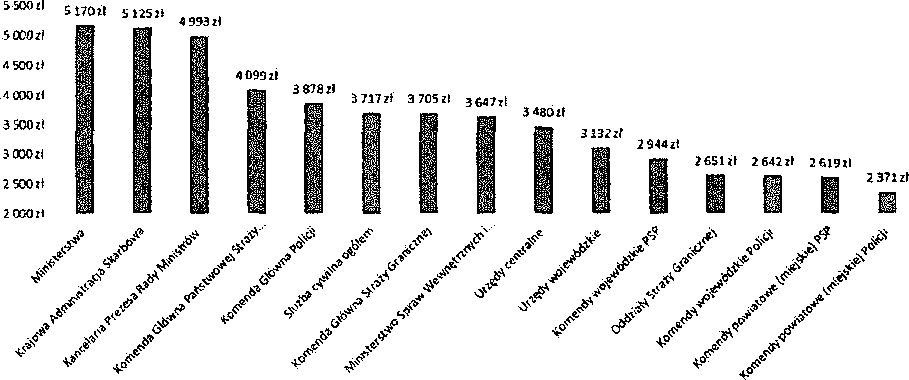 5 500 zł
5 000 zł
4 500 zł
4 000 zł
3 500 zł
3 000 zł
2 500 zł
2 000 zł
5 170 zł
5 125 zł
4 993 zł
4 099 zł
3 878 zł
3 717 zł
3 705 zł
3 647 zł
3 480 zł
3 132 zł
2 944 zł
2 651 zł
2 642 zł
2 619 zł
2 371 zł
Ministerstwa
Krajowa Administracja Skarbowa
Kancelaria Prezesa Rady Ministrów
Komenda Główna Państwowej Straży...
Komenda Główna Policji
Służba cywilna ogółem
Komenda Główna Straży Granicznej
Ministerstwo Spraw Wewnętrznych i...
Urzędy centralne
Urzędy wojewódzkie
Komendy wojewódzkie PSP
Oddziały Straży Granicznej
Komendy wojewódzkie Policji
Komendy powiatowe (miejskie) PSP
Komendy powiatowe (miejskie) Policji